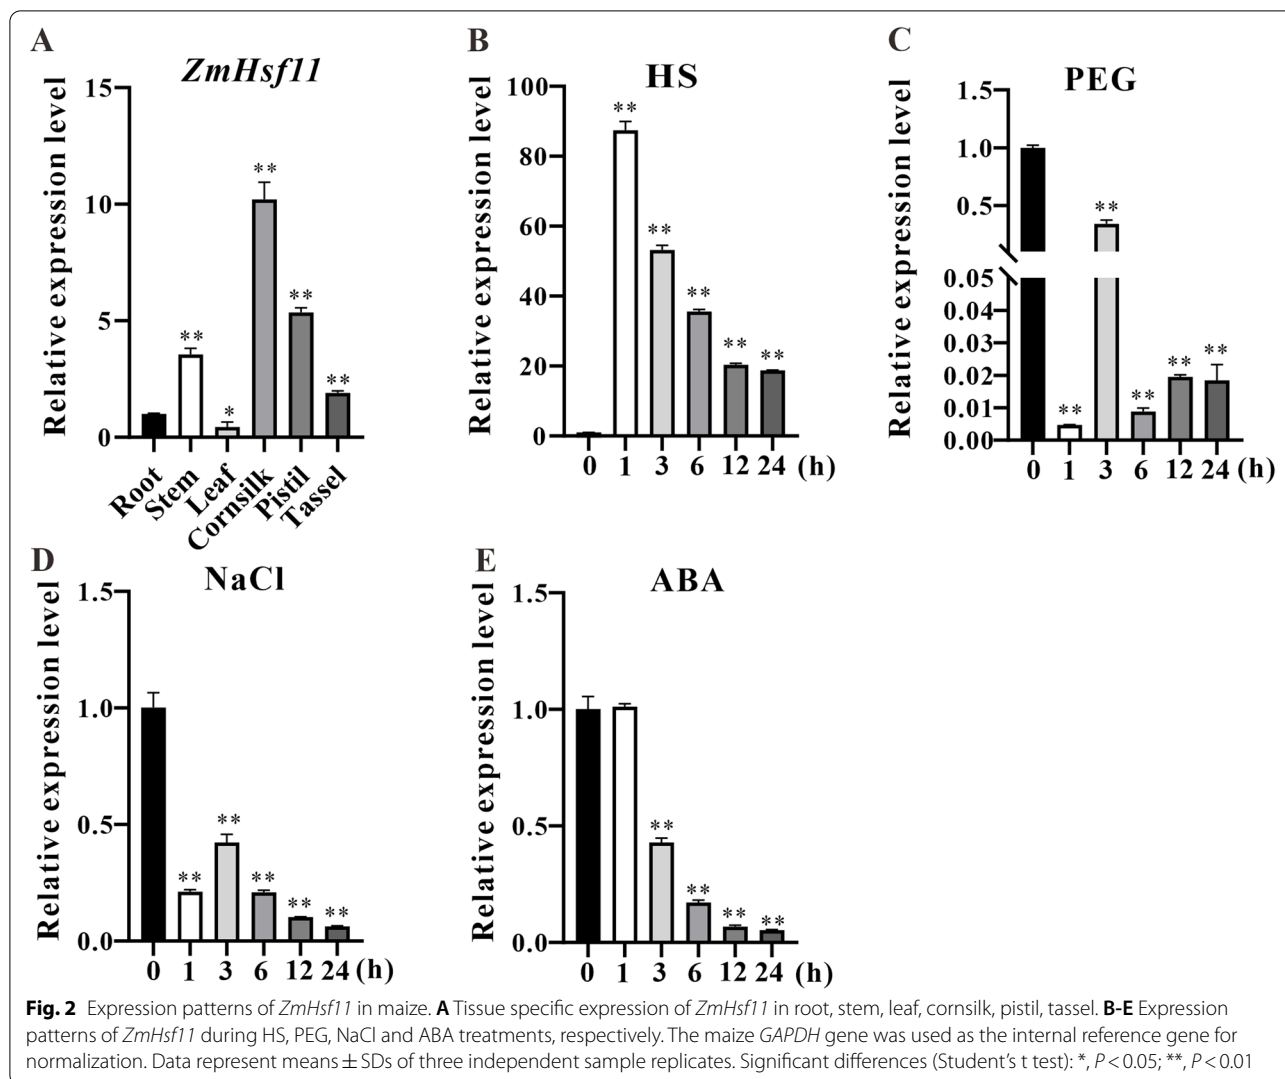 A
ZmHsf11
Relative expression level
15
10
5
0
**
*
**
**
**
Root
Stem
Leaf
Cornsilk
Pistil
Tassel
B
HS
Relative expression level
100
80
60
40
20
0
**
**
**
**
**
0 1 3 6 12 24 (h)
C
PEG
Relative expression level
1.5
1.0
0.5
0.05
0.04
0.03
0.02
0.01
0.00
**
**
**
**
**
0 1 3 6 12 24 (h)
D
NaCl
Relative expression level
1.5
1.0
0.5
0.0
**
**
**
**
**
0 1 3 6 12 24 (h)
E
ABA
Relative expression level
1.5
1.0
0.5
0.0
**
**
**
**
0 1 3 6 12 24 (h)
Fig. 2 Expression patterns of ZmHsf11 in maize. A Tissue specific expression of ZmHsf11 in root, stem, leaf, cornsilk, pistil, tassel. B-E Expression
patterns of ZmHsf11 during HS, PEG, NaCl and ABA treatments, respectively. The maize GAPDH gene was used as the internal reference gene for
normalization. Data represent means ± SDs of three independent sample replicates. Significant differences (Student's t test): *, P < 0.05; **, P < 0.01